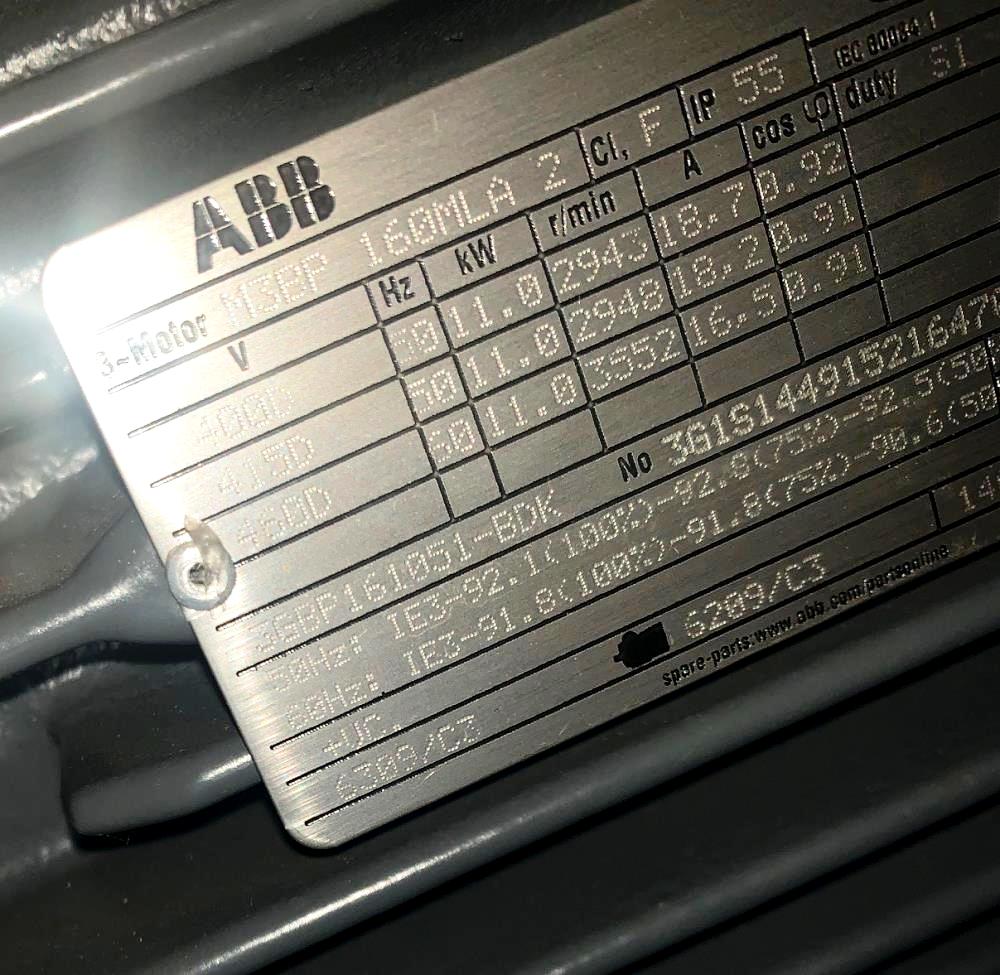 ABB
IEC 60034-1
3~Motor M3BP 160MLA 2 Cl. F IP 55
V Hz kW r/min A cos φ duty S1
400D 50 11.0 2943 18.7 0.92
415D 50 11.0 2948 18.2 0.91
460D 60 11.0 3552 16.5 0.91
No 3G1S1449152164
3GBP161051-BDK
50Hz: IE3-92.1(100%)-92.8(75%)-92.5(50
60Hz: IE3-91.8(100%)-91.8(75%)-90.6(50
+VC.
6309/C3 6209/C3
spare-parts:www.abb.com/partsonline